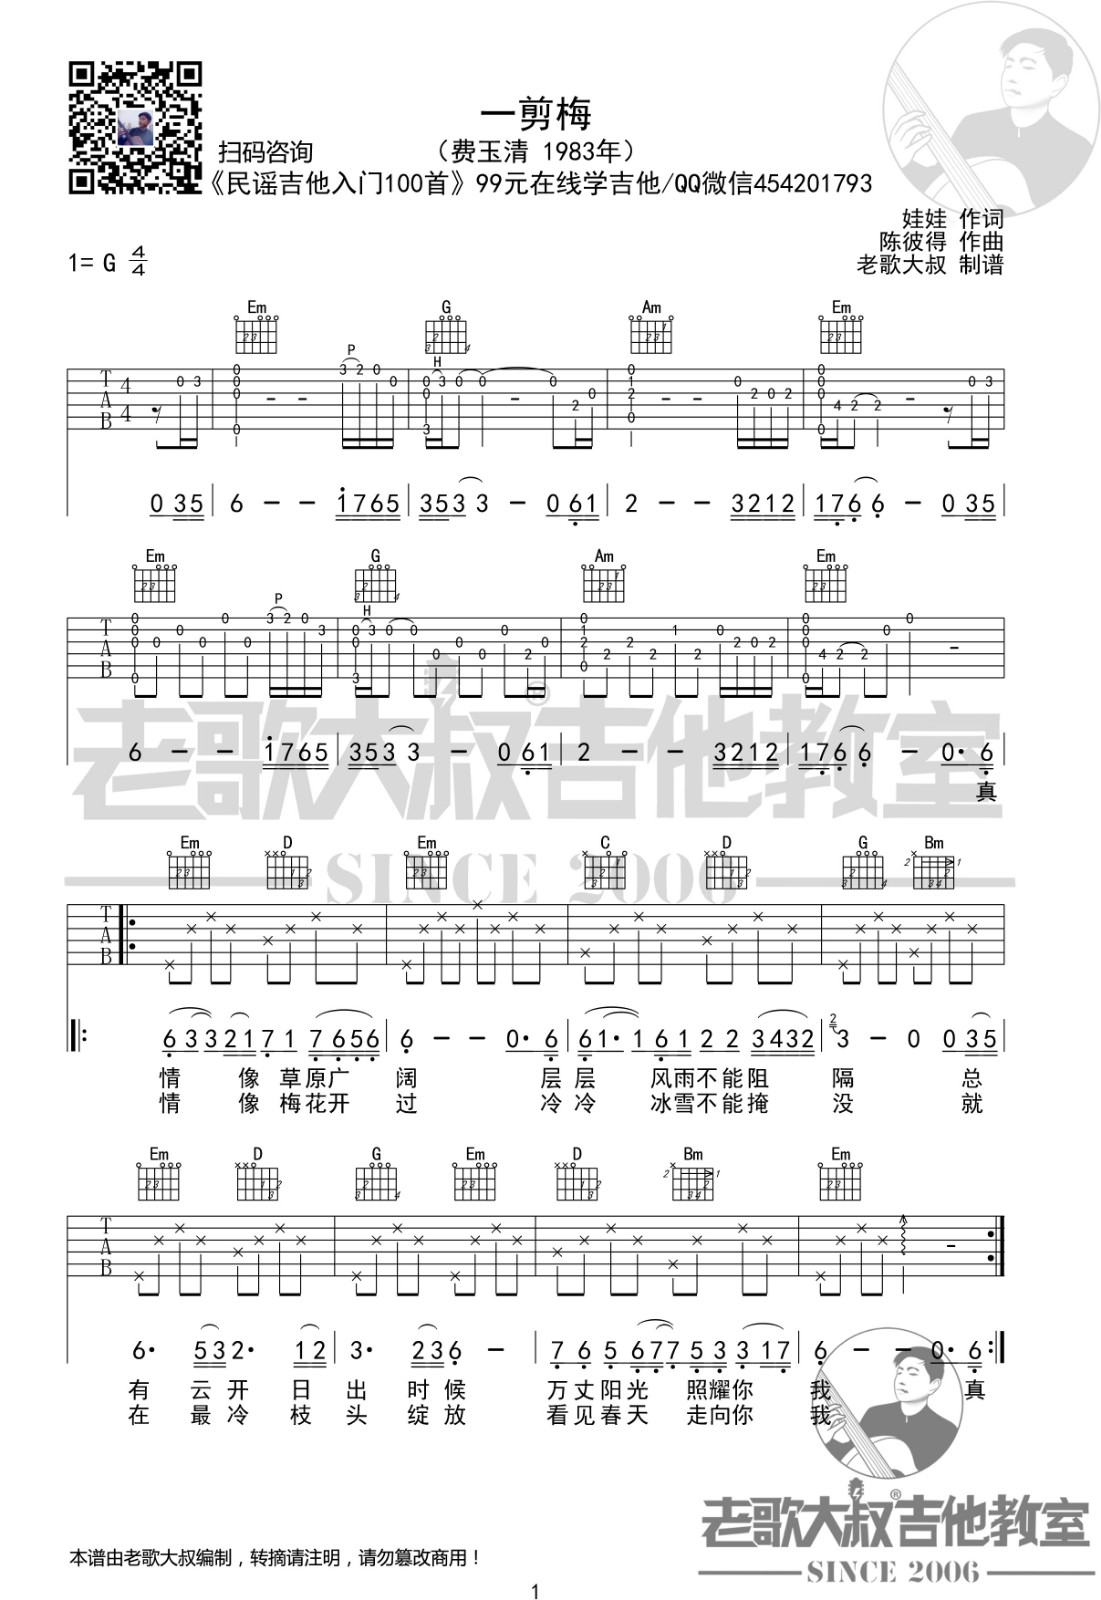 一剪梅
扫码咨询 （费玉清 1983年）
《民谣吉他入门100首》99元在线学吉他/QQ微信454201793
娃娃 作词
陈彼得 作曲
1= G 4/4 老歌大叔 制谱
Em G Am Em
P
H
0 35 6 - - 1765 353 3 - 0 61 2 - - 3212 176 6 - 0 35
Em G Am Em
P
H
6 - - 1765 353 3 - 0 61 2 - - 3212 176 6 - 0· 6
真
老歌大叔吉他教室®
SINCE 2006
Em D Em C D G Bm
6 3 3 21 7 1 7656 6 - - 0· 6 61· 1 61 2 2 3432 3 - 0 0 35
情 像 草原广 阔 层 层 风雨不能阻 隔 总
情 像 梅花开 过 冷 冷 冰雪不能掩 没 就
Em D G Em D Bm Em
6· 53 2· 12 3· 23 6 - 7 6 5 67 7 5 3 3 17 6 - - 0· 6
有 云开 日 出 时 候 万丈阳光 照耀你 我 真
在 最冷 枝 头 绽 放 看见春天 走向你 我
老歌大叔吉他教室®
SINCE 2006
本谱由老歌大叔编制，转摘请注明，请勿篡改商用！
1